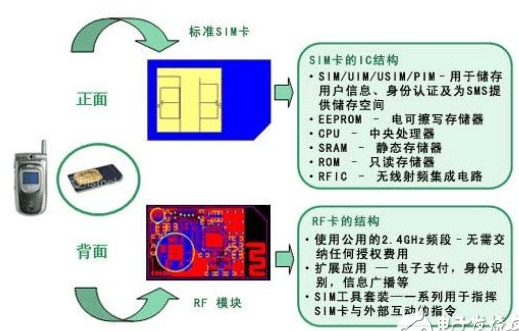 标准SIM卡
正面
SIM卡的IC结构
• SIM/UIM/USIM/PIM – 用于储存
用户信息、身份认证及为SMS提
供储存空间
• EEPROM – 电可擦写存储器
• CPU – 中央处理器
• SRAM – 静态存储器
• ROM – 只读存储器
• RFIC – 无线射频集成电路
背面
RF 模块
RF卡的结构
• 使用公用的2.4GHz频段–无需交
纳任何授权费用
• 扩展应用 — 电子支付，身份识
别，信息广播等
• SIM工具套装——系列用于指挥
SIM卡与外部互动的指令